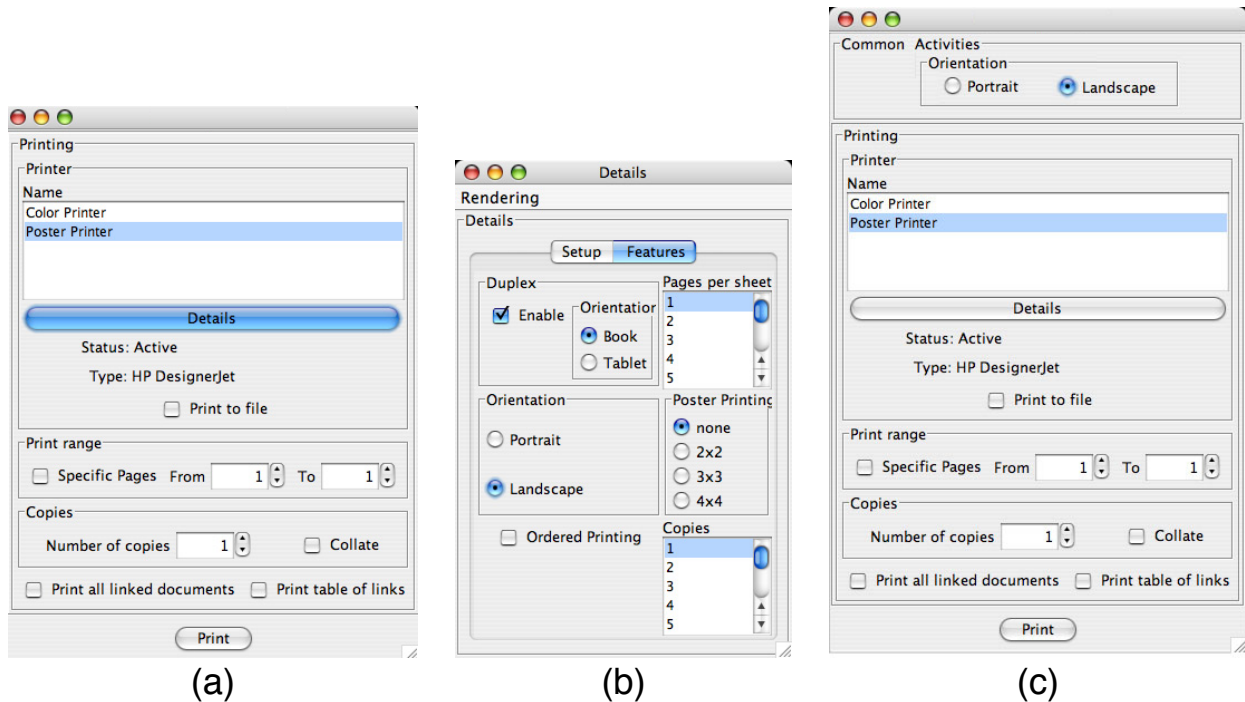 Printing
Printer
Name
Color Printer
Poster Printer
Details
Status: Active
Type: HP DesignerJet
Print to file
Print range
Specific Pages From 1 To 1
Copies
Number of copies 1 Collate
Print all linked documents Print table of links
Print
(a)
Details
Rendering
Details
Setup Features
Duplex
Enable
Orientation
Book
Tablet
Pages per sheet
1
2
3
4
5
Orientation
Portrait
Landscape
Poster Printing
none
2x2
3x3
4x4
Ordered Printing
Copies
1
2
3
4
5
(b)
Common Activities
Orientation
Portrait Landscape
Printing
Printer
Name
Color Printer
Poster Printer
Details
Status: Active
Type: HP DesignerJet
Print to file
Print range
Specific Pages From 1 To 1
Copies
Number of copies 1 Collate
Print all linked documents Print table of links
Print
(c)